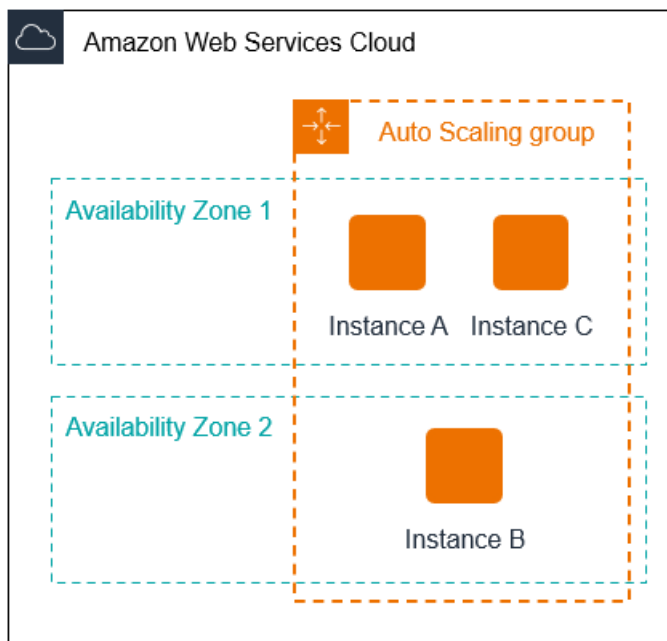 Amazon Web Services Cloud
Auto Scaling group
Availability Zone 1
Instance A
Instance C
Availability Zone 2
Instance B